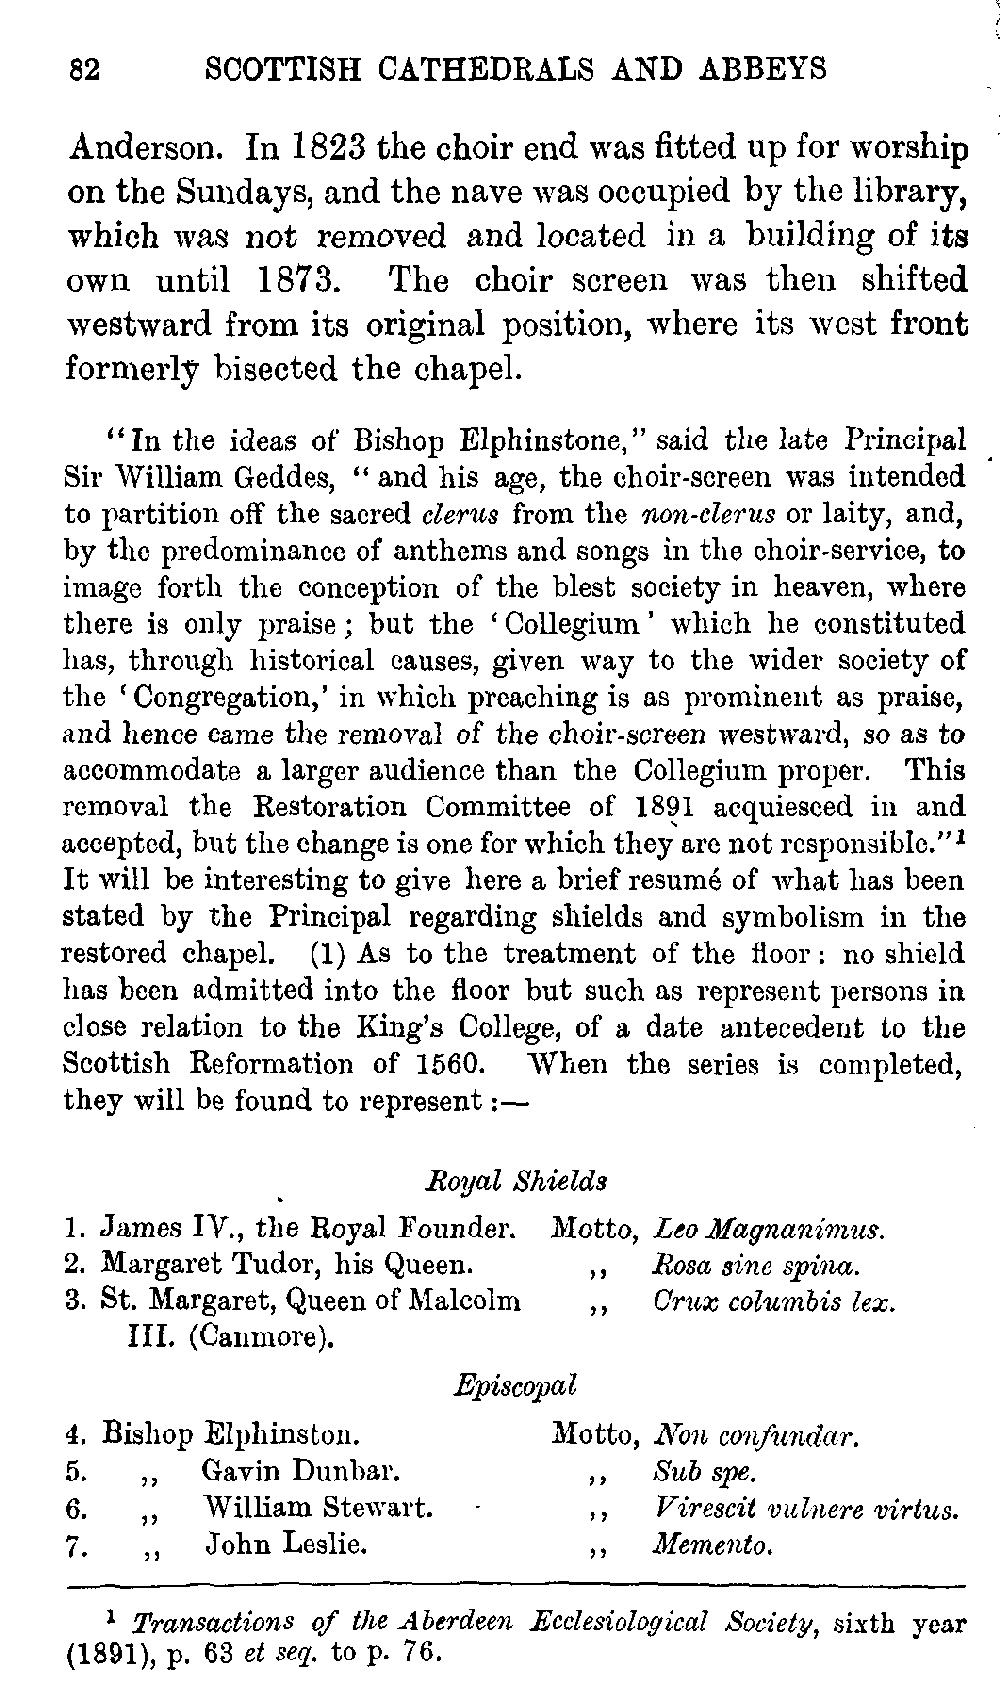 82 SCOTTISH CATHEDRALS AND ABBEYS
Anderson. In 1823 the choir end was fitted up for worship
on the Sundays, and the nave was occupied by the library,
which was not removed and located in a building of its
own until 1873. The choir screen was then shifted
westward from its original position, where its west front
formerly bisected the chapel.
“In the ideas of Bishop Elphinstone,” said the late Principal
Sir William Geddes, “ and his age, the choir-screen was intended
to partition off the sacred clerus from the non-clerus or laity, and,
by the predominance of anthems and songs in the choir-service, to
image forth the conception of the blest society in heaven, where
there is only praise ; but the ‘Collegium’ which he constituted
has, through historical causes, given way to the wider society of
the ‘Congregation,’ in which preaching is as prominent as praise,
and hence came the removal of the choir-screen westward, so as to
accommodate a larger audience than the Collegium proper. This
removal the Restoration Committee of 1891 acquiesced in and
accepted, but the change is one for which they are not responsible.”¹
It will be interesting to give here a brief resumé of what has been
stated by the Principal regarding shields and symbolism in the
restored chapel. (1) As to the treatment of the floor : no shield
has been admitted into the floor but such as represent persons in
close relation to the King’s College, of a date antecedent to the
Scottish Reformation of 1560. When the series is completed,
they will be found to represent :—
Royal Shields
1. James IV., the Royal Founder. Motto, Leo Magnanimus.
2. Margaret Tudor, his Queen. ,, Rosa sine spina.
3. St. Margaret, Queen of Malcolm ,, Crux columbis lex.
III. (Canmore).
Episcopal
4. Bishop Elphinston. Motto, Non confundar.
5. ,, Gavin Dunbar. ,, Sub spe.
6. ,, William Stewart. ,, Virescit vulnere virtus.
7. ,, John Leslie. ,, Memento.
¹ Transactions of the Aberdeen Ecclesiological Society, sixth year
(1891), p. 63 et seq. to p. 76.